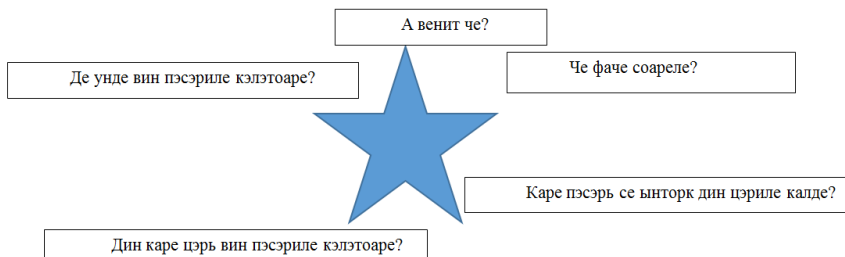 А венит че?
Че фаче соареле?
Де унде вин пэсэриле кэлэтоаре?
Каре пэсэрь се ынторк дин цэриле калде?
Дин каре цэрь вин пэсэриле кэлэтоаре?